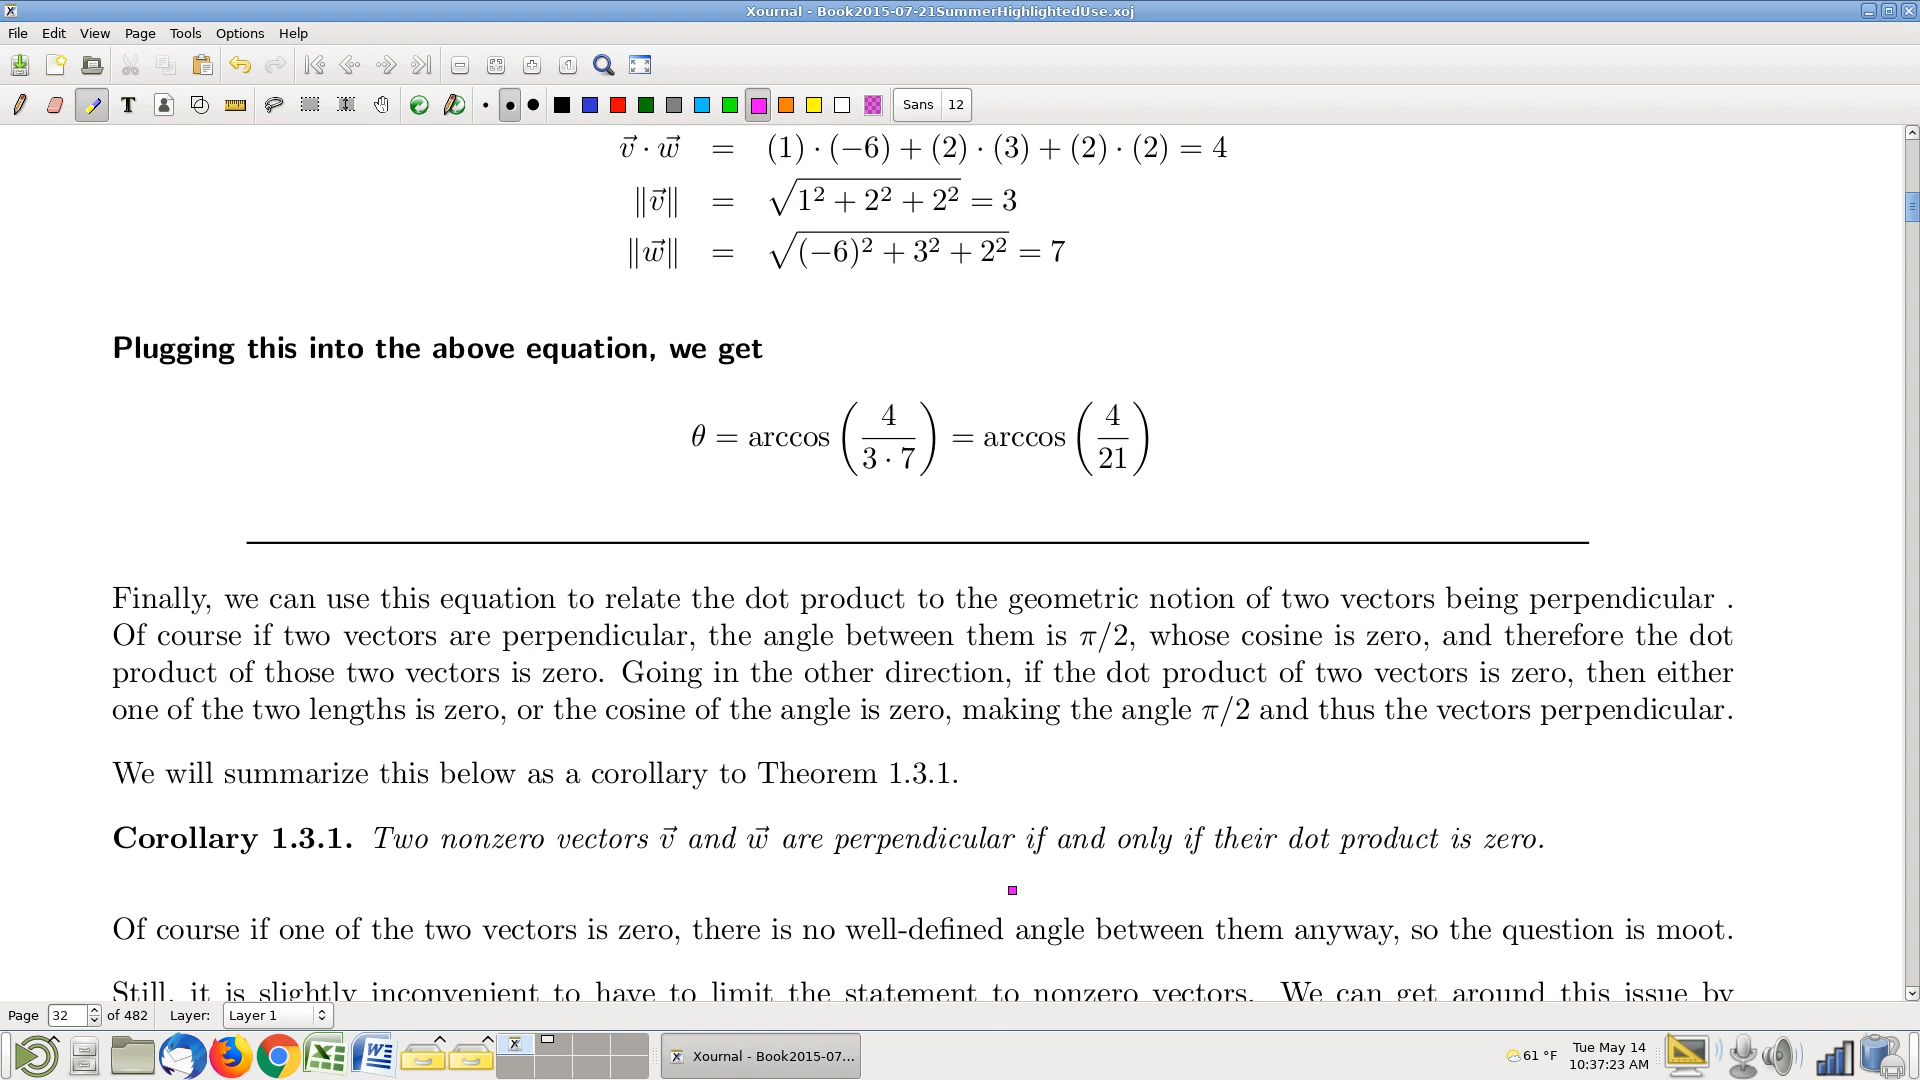 Xournal - Book2015-07-21SummerHighlightedUse.xoj
File Edit View Page Tools Options Help
Sans 12
v⃗ · w⃗ = (1) · (−6) + (2) · (3) + (2) · (2) = 4
‖v⃗‖ = √(1² + 2² + 2²) = 3
‖w⃗‖ = √((−6)² + 3² + 2²) = 7
Plugging this into the above equation, we get
θ = arccos (4 / 3 · 7) = arccos (4 / 21)
Finally, we can use this equation to relate the dot product to the geometric notion of two vectors being perpendicular .
Of course if two vectors are perpendicular, the angle between them is π/2, whose cosine is zero, and therefore the dot
product of those two vectors is zero. Going in the other direction, if the dot product of two vectors is zero, then either
one of the two lengths is zero, or the cosine of the angle is zero, making the angle π/2 and thus the vectors perpendicular.
We will summarize this below as a corollary to Theorem 1.3.1.
Corollary 1.3.1. Two nonzero vectors v⃗ and w⃗ are perpendicular if and only if their dot product is zero.
Of course if one of the two vectors is zero, there is no well-defined angle between them anyway, so the question is moot.
Still, it is slightly inconvenient to have to limit the statement to nonzero vectors. We can get around this issue by
Page 32 of 482 Layer: Layer 1
Xournal - Book2015-07...
61 °F
Tue May 14
10:37:23 AM